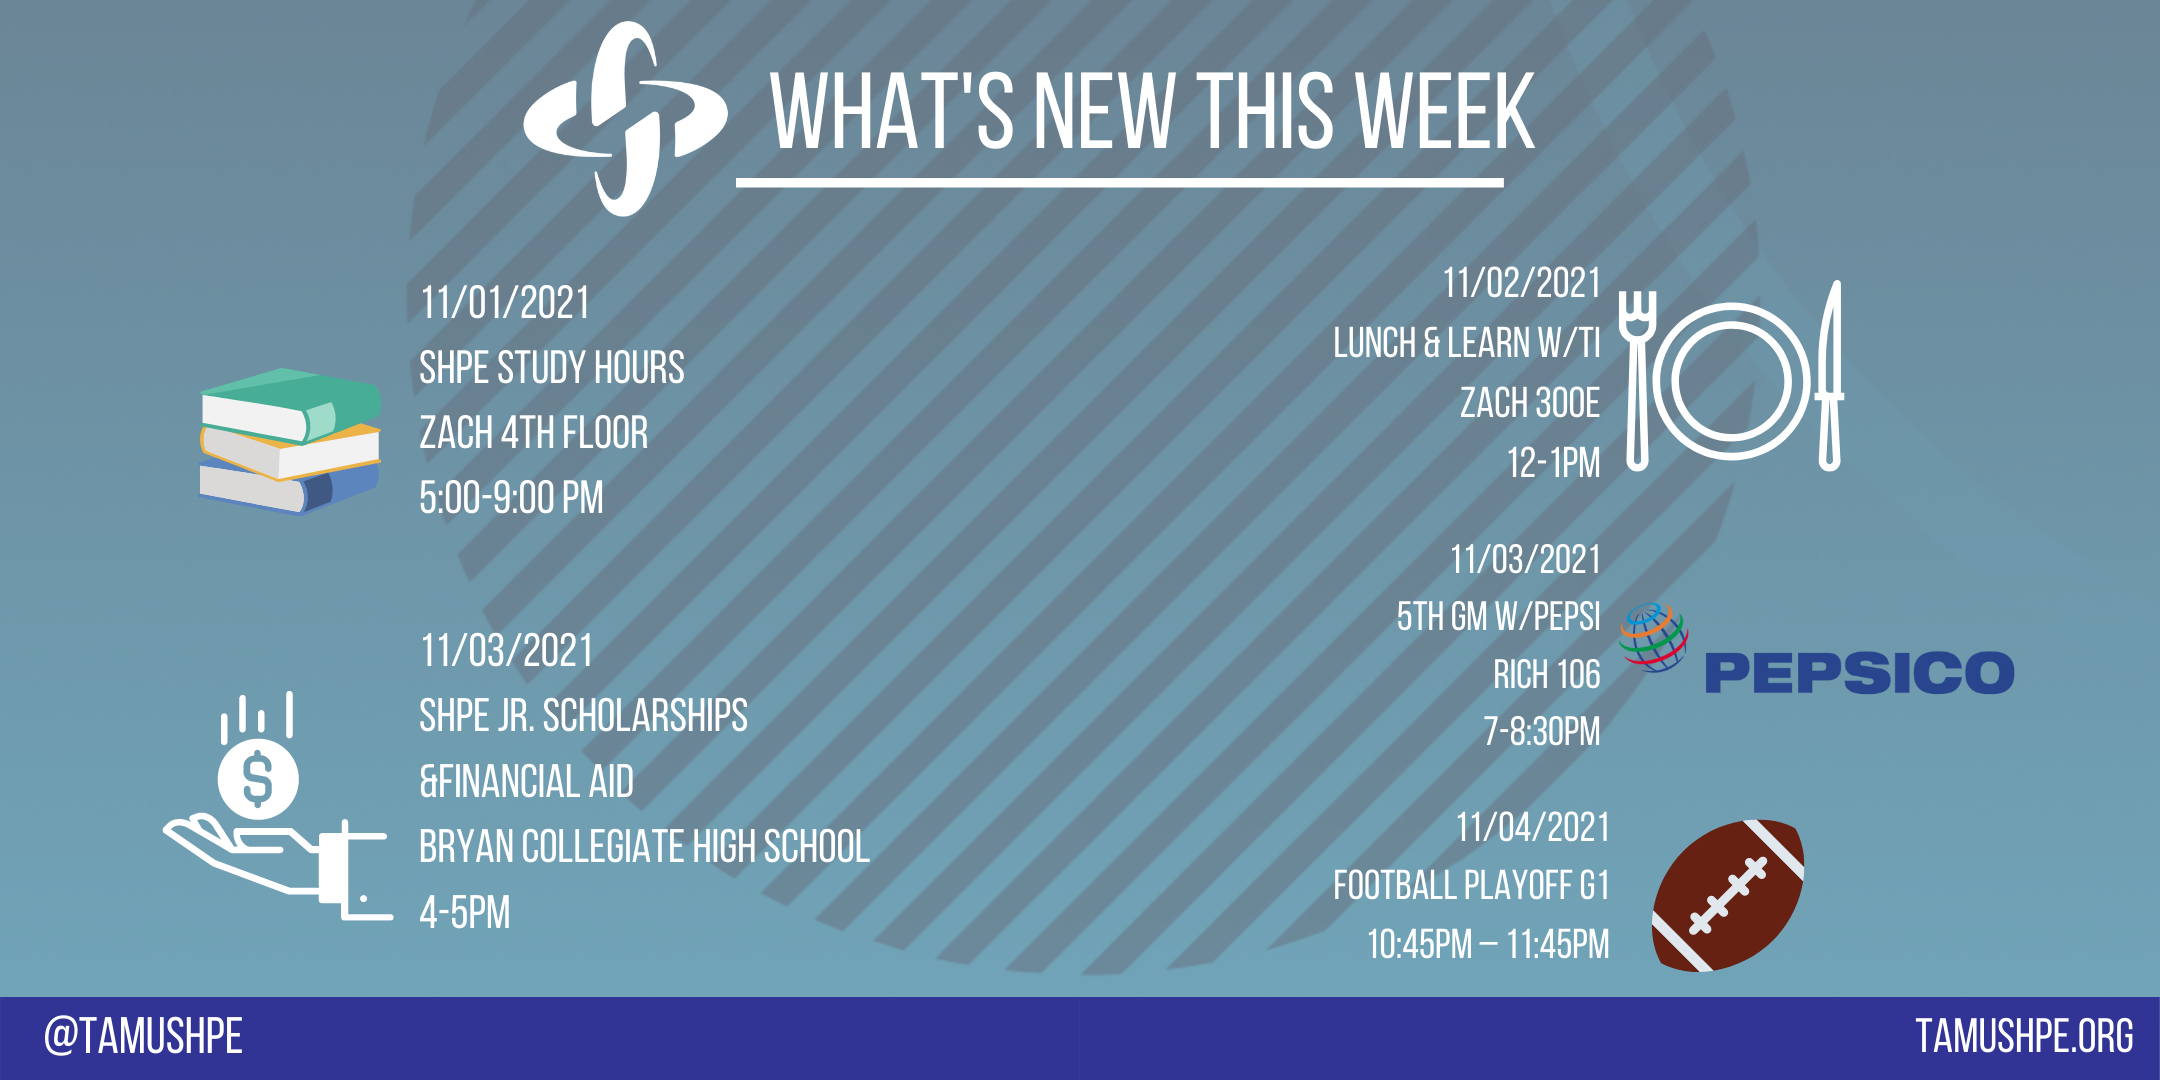 WHAT'S NEW THIS WEEK
11/01/2021
SHPE STUDY HOURS
ZACH 4TH FLOOR
5:00-9:00 PM
11/02/2021
LUNCH & LEARN W/TI
ZACH 300E
12-1PM
11/03/2021
SHPE JR. SCHOLARSHIPS
&FINANCIAL AID
BRYAN COLLEGIATE HIGH SCHOOL
4-5PM
$
11/03/2021
5TH GM W/PEPSI
RICH 106
7-8:30PM
PEPSICO
11/04/2021
FOOTBALL PLAYOFF G1
10:45PM – 11:45PM
@TAMUSHPE
TAMUSHPE.ORG